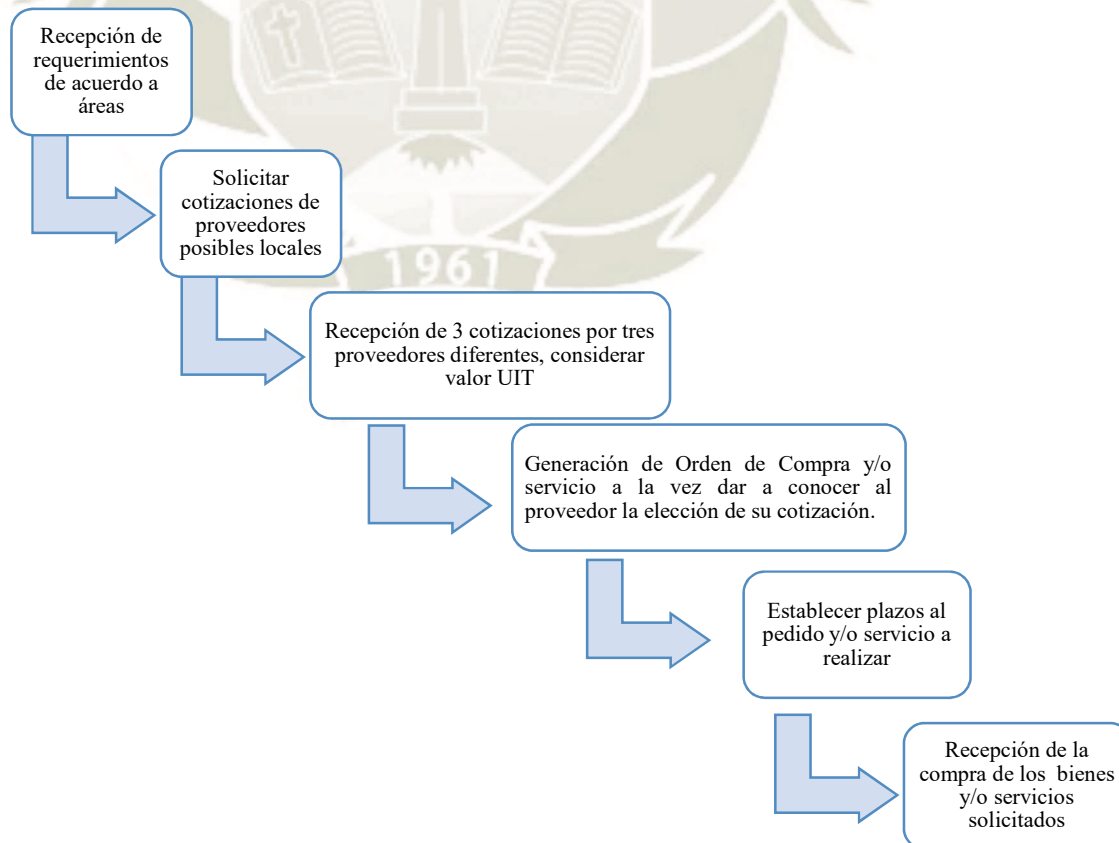 Recepción de
requerimientos
de acuerdo a
áreas
Solicitar
cotizaciones de
proveedores
posibles locales
1961
Recepción de 3 cotizaciones por tres
proveedores diferentes, considerar
valor UIT
Generación de Orden de Compra y/o
servicio a la vez dar a conocer al
proveedor la elección de su cotización.
Establecer plazos al
pedido y/o servicio a
realizar
Recepción de la
compra de los bienes
y/o servicios
solicitados